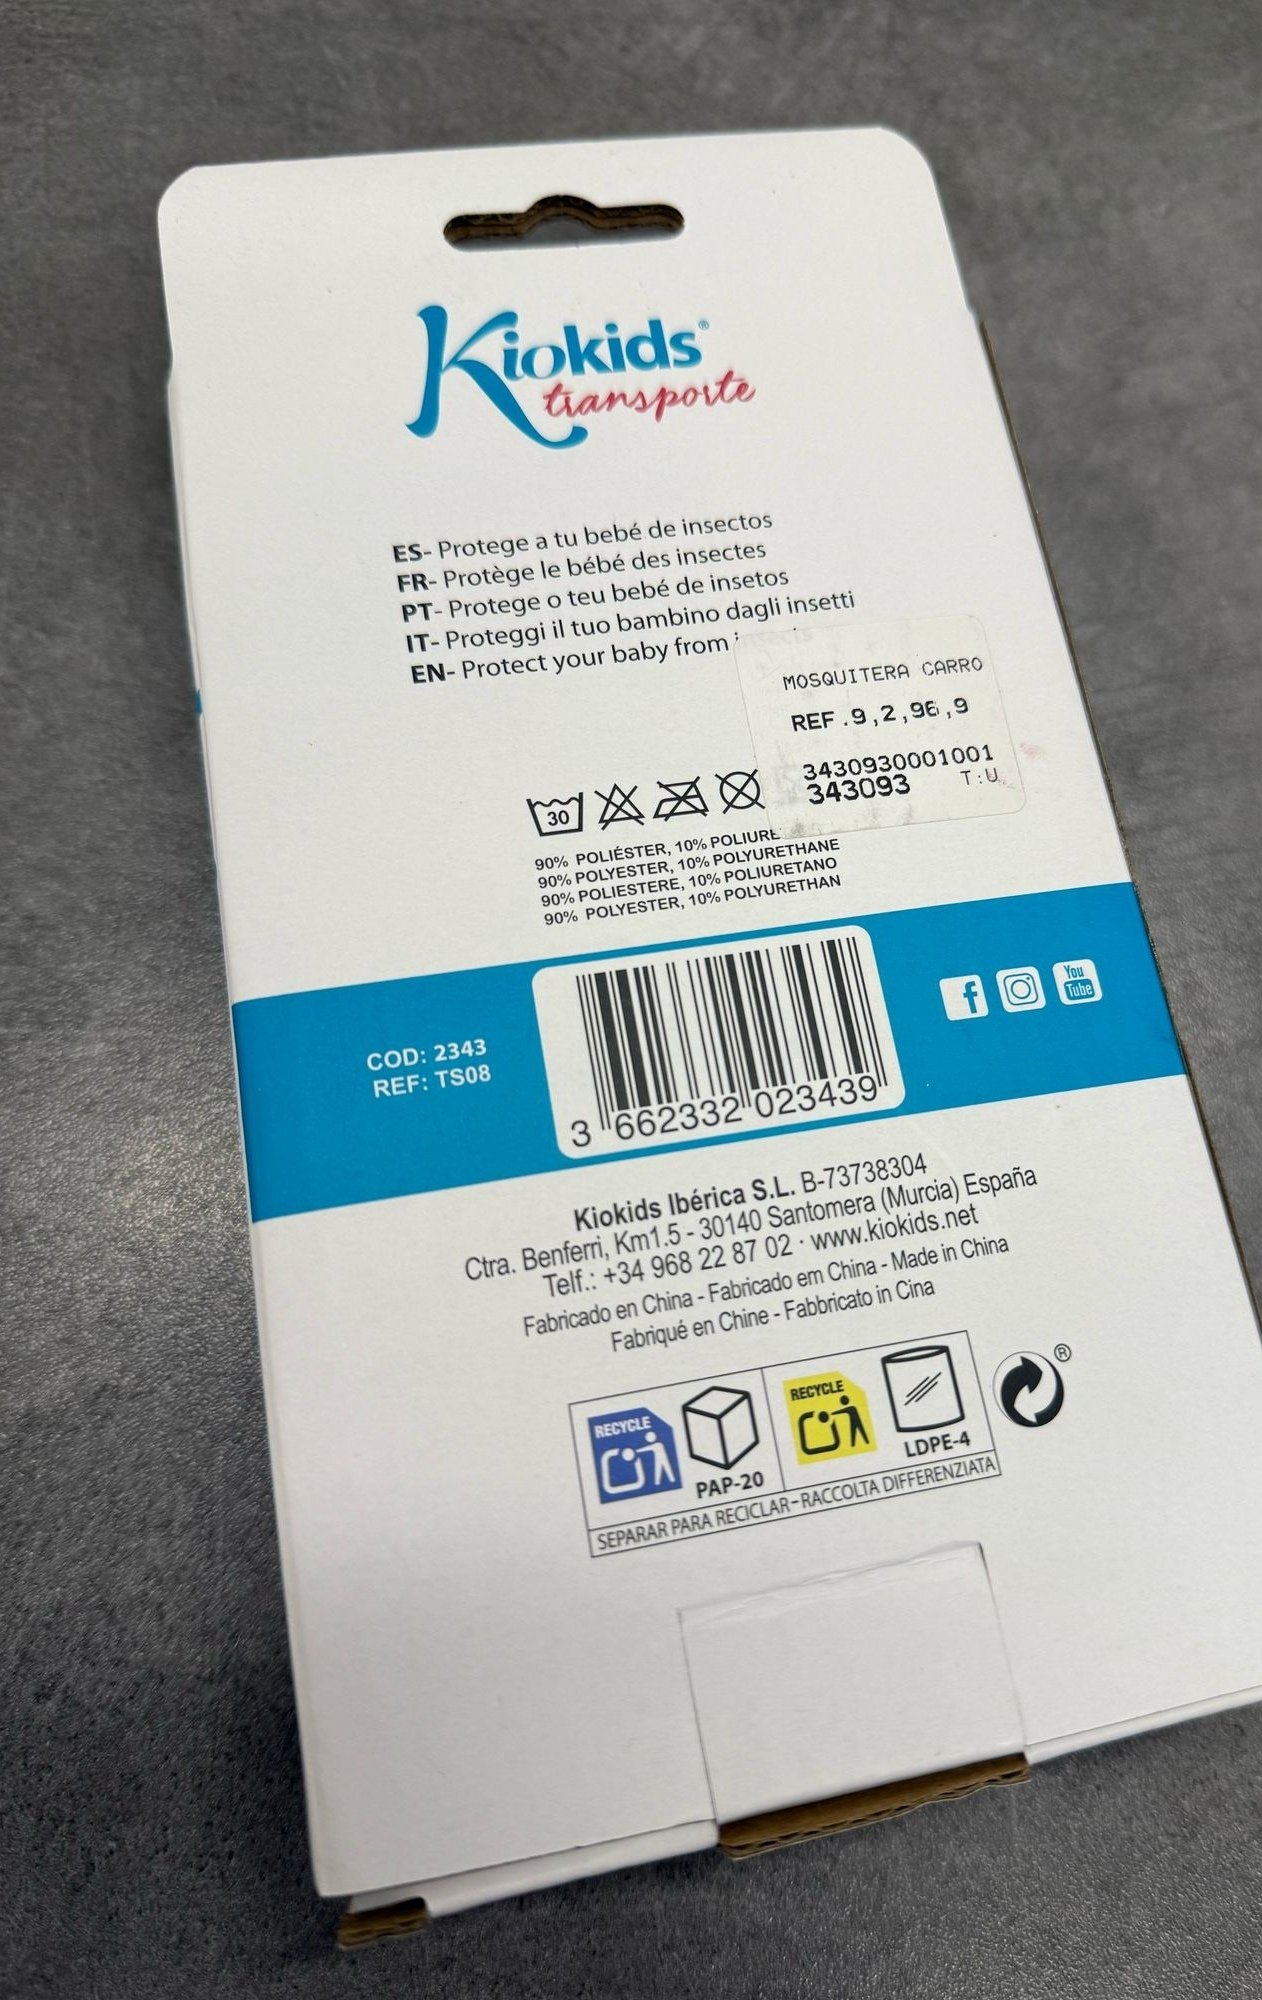 Kiokids®
transporte
ES- Protege a tu bebé de insectos
FR- Protège le bébé des insectes
PT- Protege o teu bebé de insetos
IT- Proteggi il tuo bambino dagli insetti
EN- Protect your baby from insects
MOSQUITERA CARRO
REF.9,2,96,9
3430930001001
343093 T:U
30
90% POLIÉSTER, 10% POLIURE
90% POLYESTER, 10% POLYURETHANE
90% POLIESTERE, 10% POLIURETANO
90% POLYESTER, 10% POLYURETHAN
COD: 2343
REF: TS08
3 662332 023439
f
You
Tube
Kiokids Ibérica S.L. B-73738304
Ctra. Benferri, Km1.5 - 30140 Santomera (Murcia) España
Telf.: +34 968 22 87 02 · www.kiokids.net
Fabricado en China - Fabricado em China - Made in China
Fabriqué en Chine - Fabbricato in Cina
RECYCLE
PAP-20
RECYCLE
LDPE-4
®
SEPARAR PARA RECICLAR-RACCOLTA DIFFERENZIATA